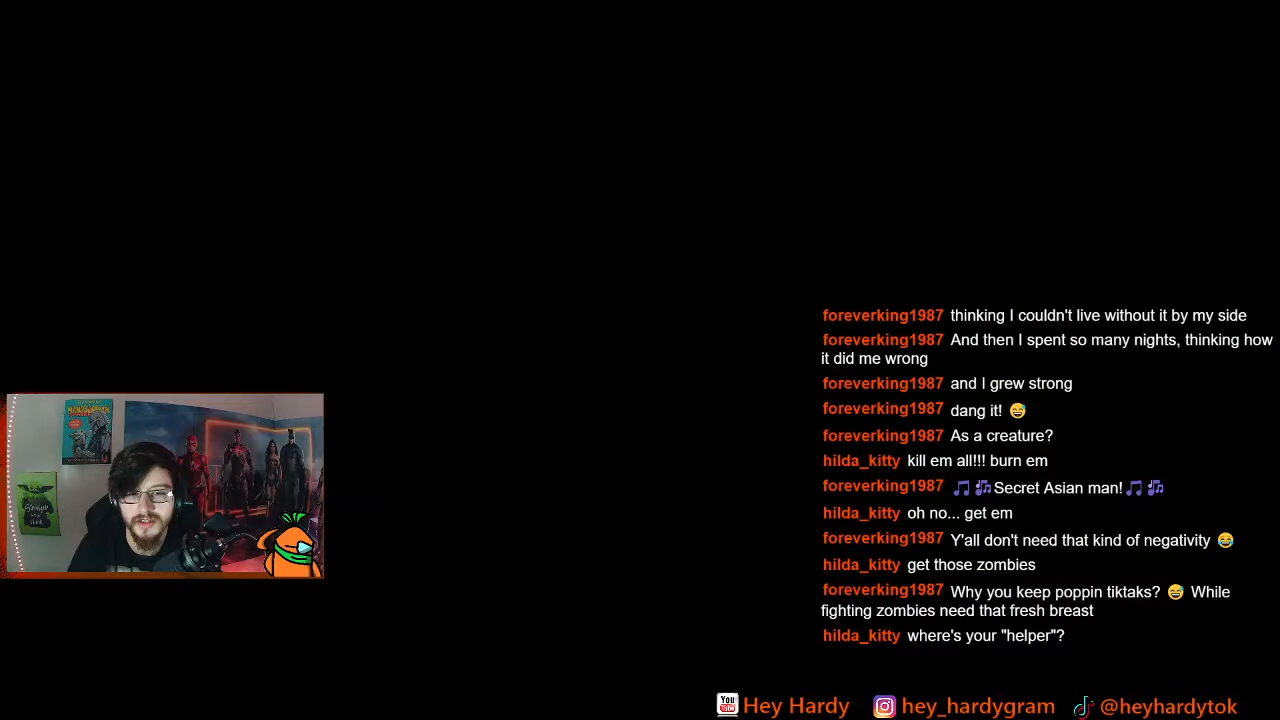 foreverking1987 thinking I couldn't live without it by my side
foreverking1987 And then I spent so many nights, thinking how
it did me wrong
foreverking1987 and I grew strong
foreverking1987 dang it! 😅
foreverking1987 As a creature?
hilda_kitty kill em all!!! burn em
foreverking1987 🎵🎶Secret Asian man!🎵🎶
hilda_kitty oh no... get em
foreverking1987 Y'all don't need that kind of negativity 😂
hilda_kitty get those zombies
foreverking1987 Why you keep poppin tiktaks? 😅 While
fighting zombies need that fresh breast
hilda_kitty where's your "helper"?
You Tube Hey Hardy hey_hardygram @heyhardytok